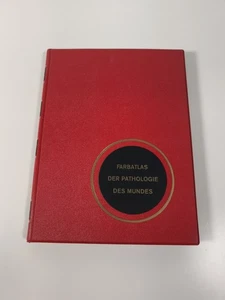 FARBATLAS
DER PATHOLOGIE
DES MUNDES